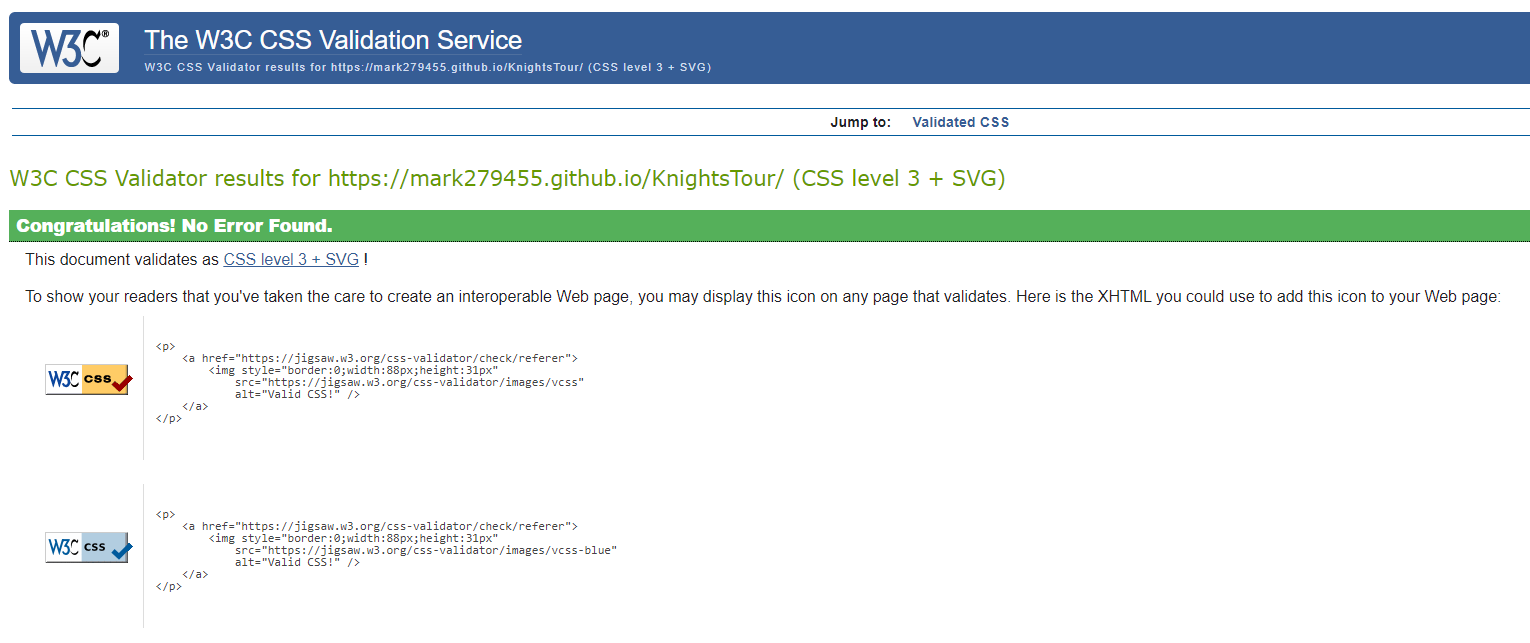 W3C®
The W3C CSS Validation Service
W3C CSS Validator results for https://mark279455.github.io/KnightsTour/ (CSS level 3 + SVG)
Jump to: Validated CSS
W3C CSS Validator results for https://mark279455.github.io/KnightsTour/ (CSS level 3 + SVG)
Congratulations! No Error Found.
This document validates as CSS level 3 + SVG !
To show your readers that you've taken the care to create an interoperable Web page, you may display this icon on any page that validates. Here is the XHTML you could use to add this icon to your Web page:
W3C css
<p>
    <a href="https://jigsaw.w3.org/css-validator/check/referer">
        <img style="border:0;width:88px;height:31px"
            src="https://jigsaw.w3.org/css-validator/images/vcss"
            alt="Valid CSS!" />
    </a>
</p>
W3C css
<p>
    <a href="https://jigsaw.w3.org/css-validator/check/referer">
        <img style="border:0;width:88px;height:31px"
            src="https://jigsaw.w3.org/css-validator/images/vcss-blue"
            alt="Valid CSS!" />
    </a>
</p>